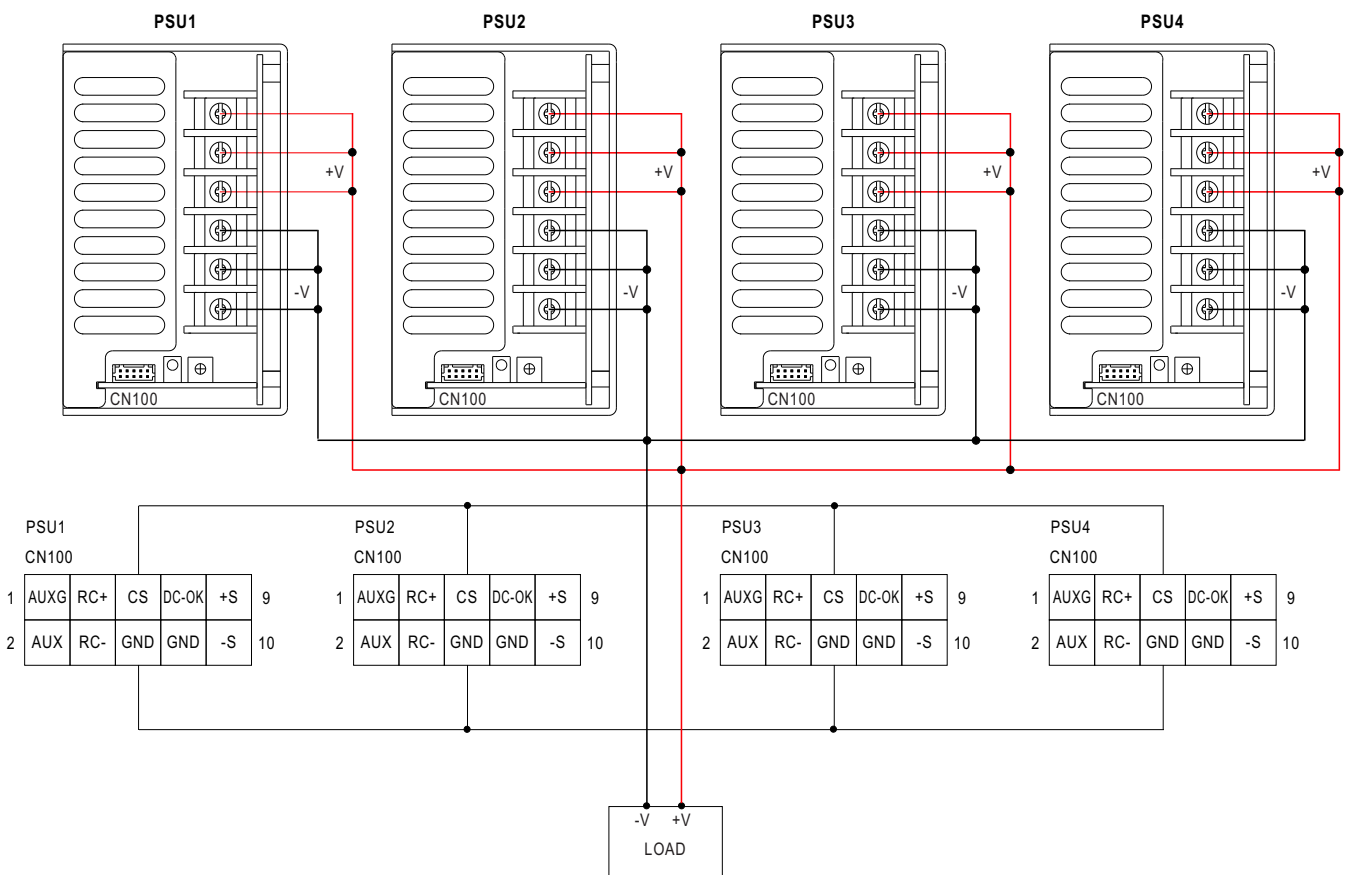 PSU1 PSU2 PSU3 PSU4
+V +V +V +V
-V -V -V -V
CN100 CN100 CN100 CN100
PSU1 PSU2 PSU3 PSU4
CN100 CN100 CN100 CN100
1 AUXG RC+ CS DC-OK +S 9 1 AUXG RC+ CS DC-OK +S 9 1 AUXG RC+ CS DC-OK +S 9 1 AUXG RC+ CS DC-OK +S 9
2 AUX RC- GND GND -S 10 2 AUX RC- GND GND -S 10 2 AUX RC- GND GND -S 10 2 AUX RC- GND GND -S 10
-V +V
LOAD